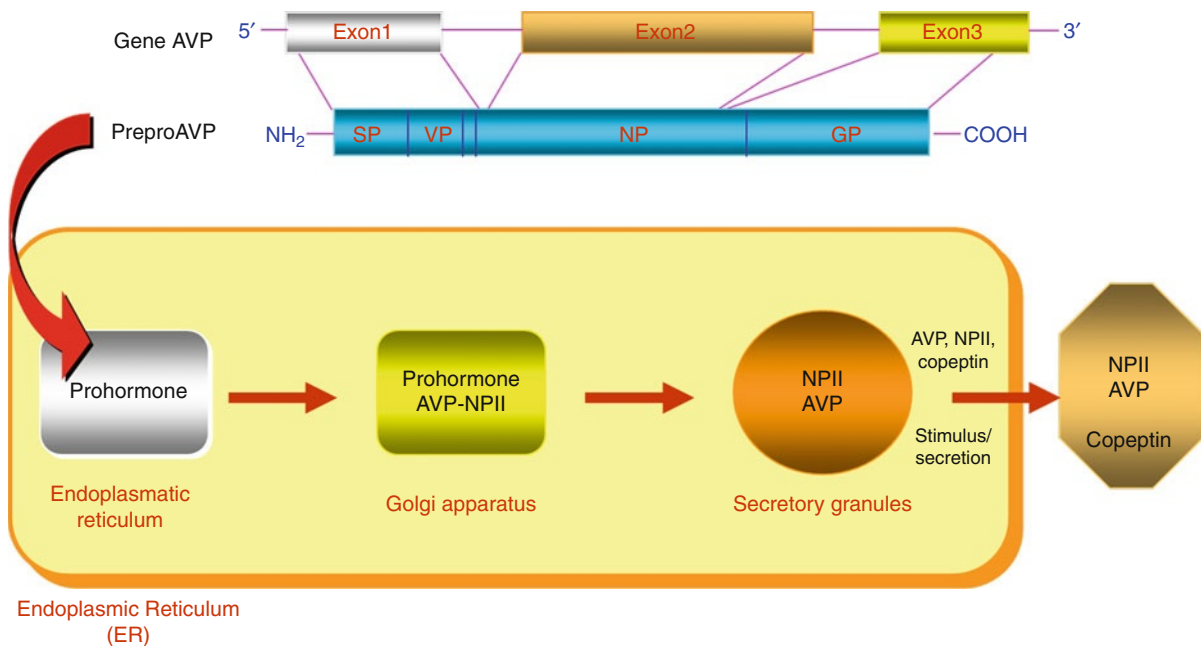 Gene AVP
5′
Exon1
Exon2
Exon3
3′
PreproAVP
NH₂
SP
VP
NP
GP
COOH
Prohormone
Prohormone
AVP-NPII
NPII
AVP
AVP, NPII,
copeptin
Stimulus/
secretion
NPII
AVP
Copeptin
Endoplasmatic
reticulum
Golgi apparatus
Secretory granules
Endoplasmic Reticulum
(ER)